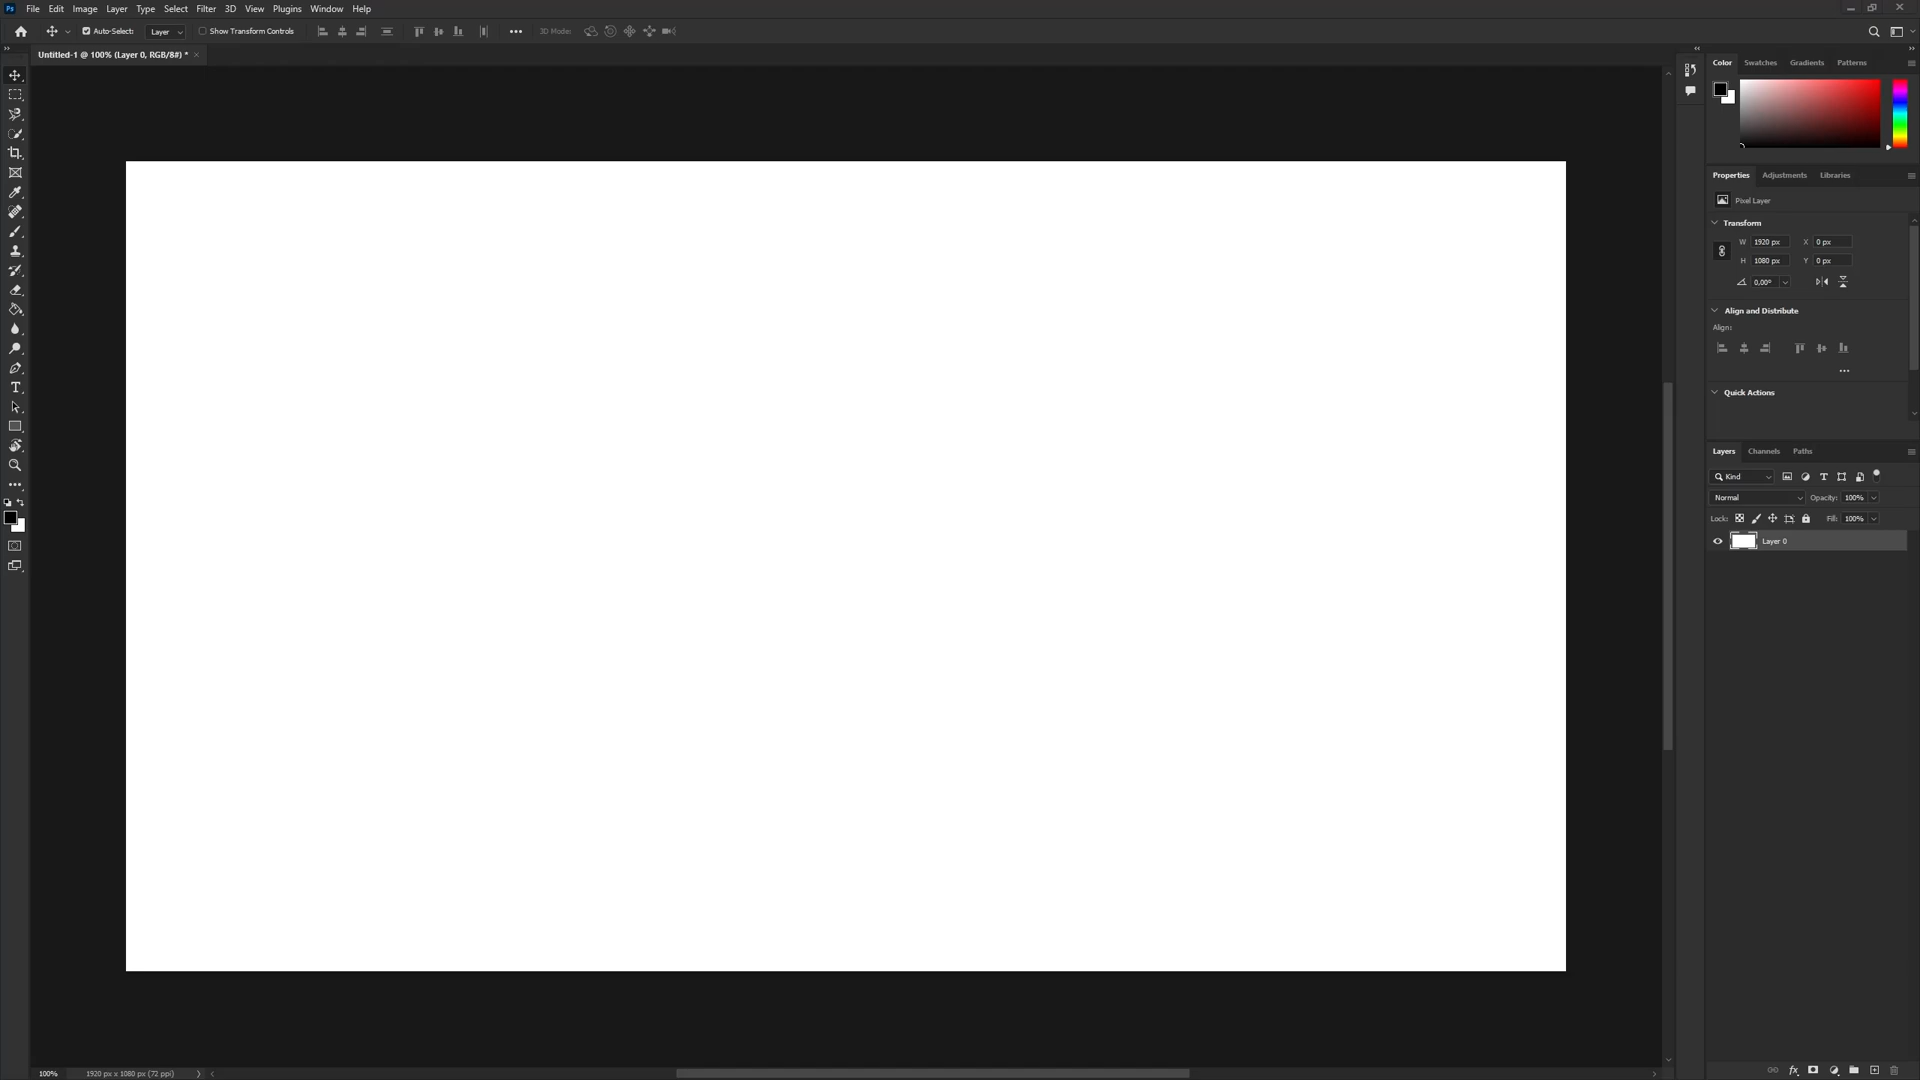 Ps File Edit Image Layer Type Select Filter 3D View Plugins Window Help
Auto-Select: Layer Show Transform Controls 3D Mode:
Untitled-1 @ 100% (Layer 0, RGB/8#) *
Color Swatches Gradients Patterns
Properties Adjustments Libraries
Pixel Layer
Transform
W 1920 px X 0 px
H 1080 px Y 0 px
0,00°
Align and Distribute
Align:
Quick Actions
Layers Channels Paths
Kind
Normal Opacity: 100%
Lock: Fill: 100%
Layer 0
100% 1920 px x 1080 px (72 ppi)